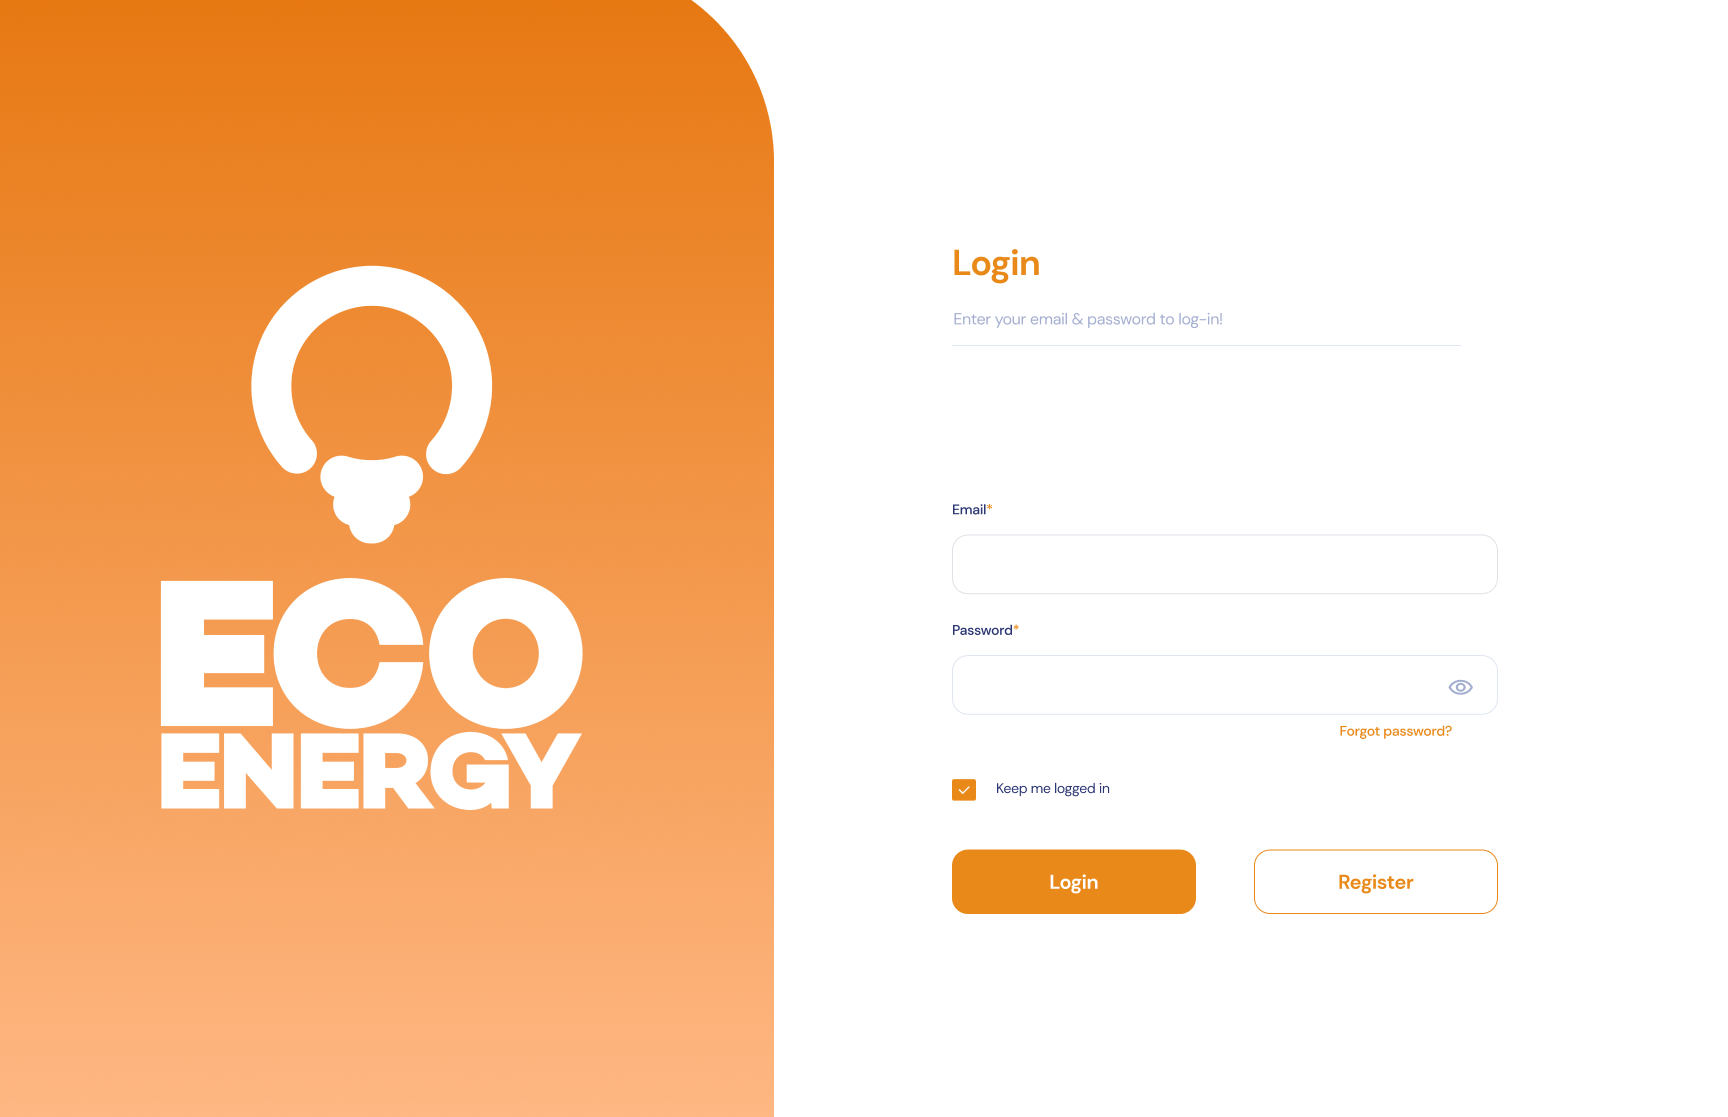 ECO
ENERGY
Login
Enter your email & password to log-in!
Email*
Password*
Forgot password?
Keep me logged in
Login
Register